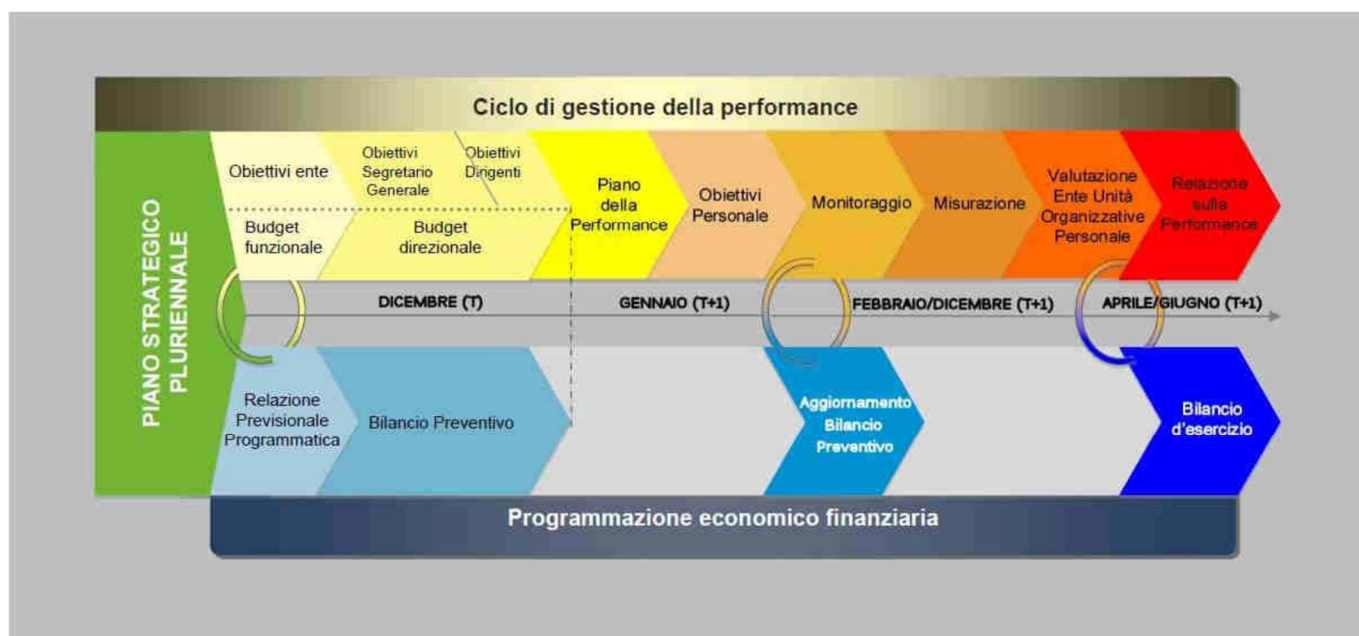 Ciclo di gestione della performance
PIANO STRATEGICO
PLURIENNALE
Obiettivi ente
Budget
funzionale
Obiettivi
Segretario
Generale
Obiettivi
Dirigenti
Budget
direzionale
Piano
della
Performance
Obiettivi
Personale
Monitoraggio
Misurazione
Valutazione
Ente Unità
Organizzative
Personale
Relazione
sulla
Performance
DICEMBRE (T)
GENNAIO (T+1)
FEBBRAIO/DICEMBRE (T+1)
APRILE/GIUGNO (T+1)
Relazione
Previsionale
Programmatica
Bilancio Preventivo
Aggiornamento
Bilancio
Preventivo
Bilancio
d'esercizio
Programmazione economico finanziaria